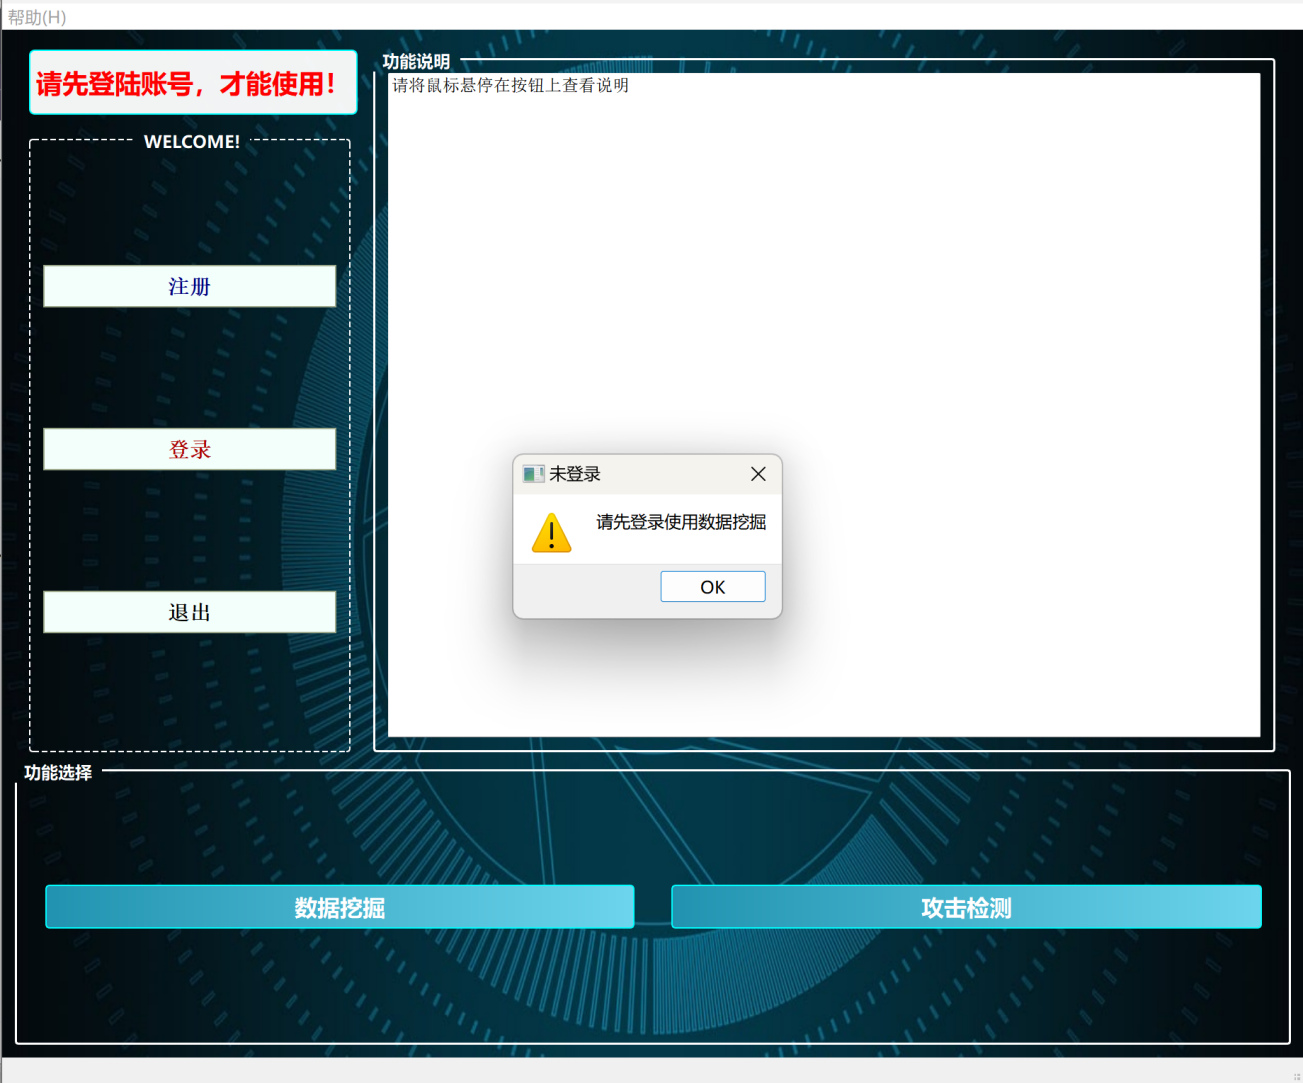 帮助(H)
请先登陆账号，才能使用！
WELCOME!
注册
登录
退出
功能说明
请将鼠标悬停在按钮上查看说明
未登录
请先登录使用数据挖掘
OK
功能选择
数据挖掘
攻击检测